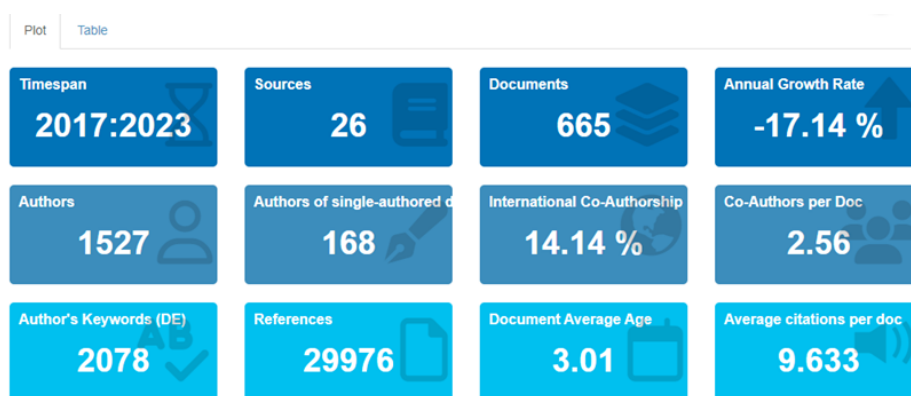 Plot Table
Timespan
2017:2023
Sources
26
Documents
665
Annual Growth Rate
-17.14 %
Authors
1527
Authors of single-authored d
168
International Co-Authorship
14.14 %
Co-Authors per Doc
2.56
Author's Keywords (DE)
AB
2078
References
29976
Document Average Age
3.01
Average citations per doc
9.633